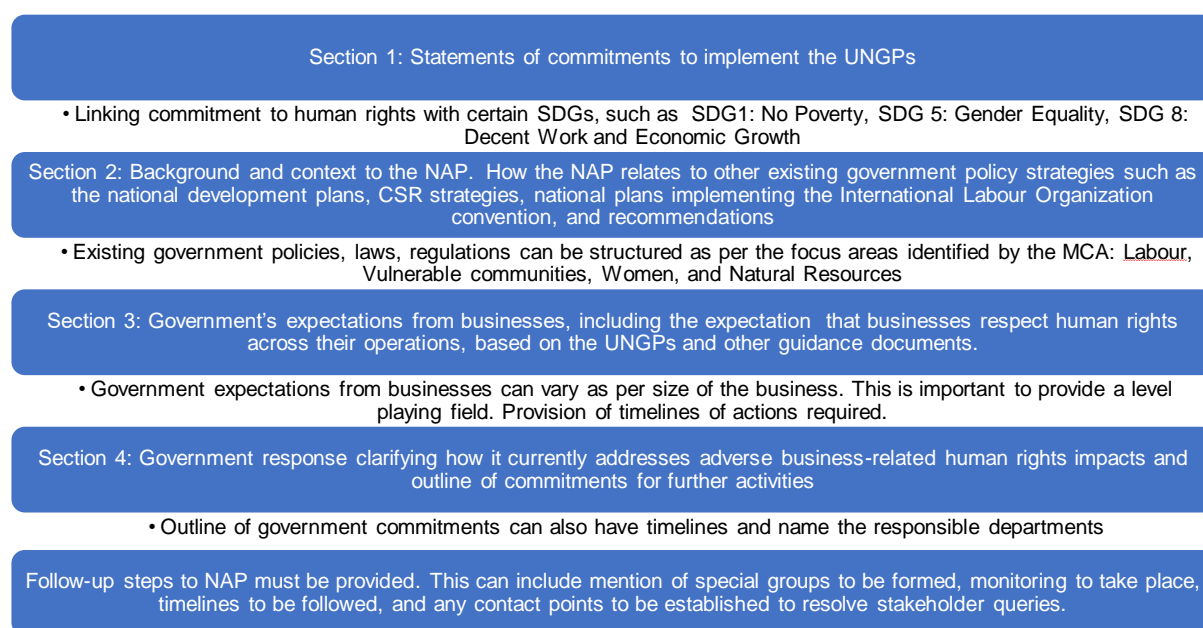 Section 1: Statements of commitments to implement the UNGPs
• Linking commitment to human rights with certain SDGs, such as SDG1: No Poverty, SDG 5: Gender Equality, SDG 8:
Decent Work and Economic Growth
Section 2: Background and context to the NAP. How the NAP relates to other existing government policy strategies such as
the national development plans, CSR strategies, national plans implementing the International Labour Organization
convention, and recommendations
• Existing government policies, laws, regulations can be structured as per the focus areas identified by the MCA: Labour,
Vulnerable communities, Women, and Natural Resources
Section 3: Government's expectations from businesses, including the expectation that businesses respect human rights
across their operations, based on the UNGPs and other guidance documents.
• Government expectations from businesses can vary as per size of the business. This is important to provide a level
playing field. Provision of timelines of actions required.
Section 4: Government response clarifying how it currently addresses adverse business-related human rights impacts and
outline of commitments for further activities
• Outline of government commitments can also have timelines and name the responsible departments
Follow-up steps to NAP must be provided. This can include mention of special groups to be formed, monitoring to take place,
timelines to be followed, and any contact points to be established to resolve stakeholder queries.